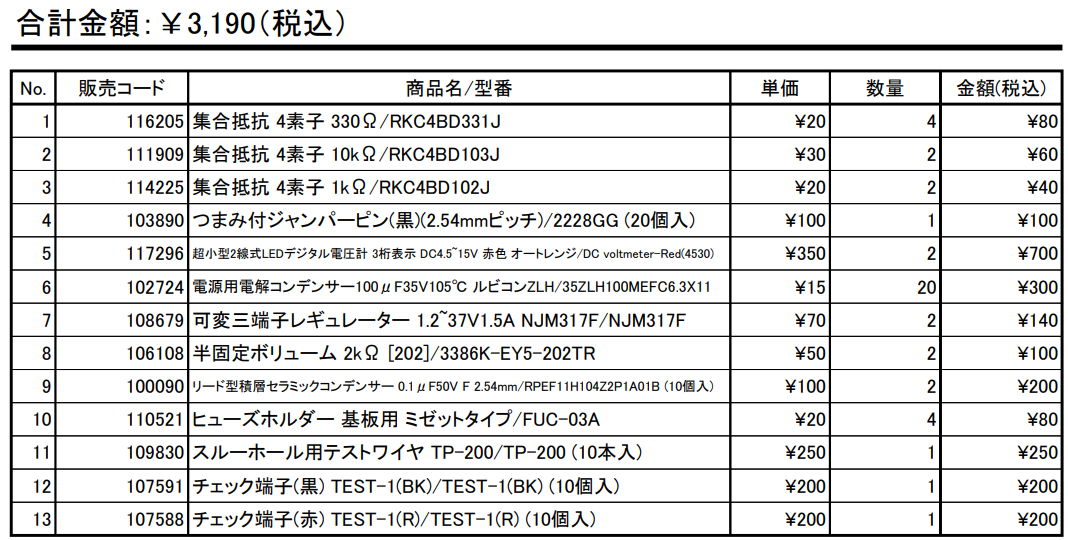 合計金額：￥3,190（税込）
No. 販売コード 商品名/型番 単価 数量 金額(税込)
1 116205 集合抵抗 4素子 330Ω/RKC4BD331J ¥20 4 ¥80
2 111909 集合抵抗 4素子 10kΩ/RKC4BD103J ¥30 2 ¥60
3 114225 集合抵抗 4素子 1kΩ/RKC4BD102J ¥20 2 ¥40
4 103890 つまみ付ジャンパーピン(黒)(2.54mmピッチ)/2228GG (20個入) ¥100 1 ¥100
5 117296 超小型2線式LEDデジタル電圧計 3桁表示 DC4.5~15V 赤色 オートレンジ/DC voltmeter-Red(4530) ¥350 2 ¥700
6 102724 電源用電解コンデンサー100μF35V105℃ ルビコンZLH/35ZLH100MEFC6.3X11 ¥15 20 ¥300
7 108679 可変三端子レギュレーター 1.2~37V1.5A NJM317F/NJM317F ¥70 2 ¥140
8 106108 半固定ボリューム 2kΩ [202]/3386K-EY5-202TR ¥50 2 ¥100
9 100090 リード型積層セラミックコンデンサー 0.1μF50V F 2.54mm/RPEF11H104Z2P1A01B (10個入) ¥100 2 ¥200
10 110521 ヒューズホルダー 基板用 ミゼットタイプ/FUC-03A ¥20 4 ¥80
11 109830 スルーホール用テストワイヤ TP-200/TP-200 (10本入) ¥250 1 ¥250
12 107591 チェック端子(黒) TEST-1(BK)/TEST-1(BK) (10個入) ¥200 1 ¥200
13 107588 チェック端子(赤) TEST-1(R)/TEST-1(R) (10個入) ¥200 1 ¥200